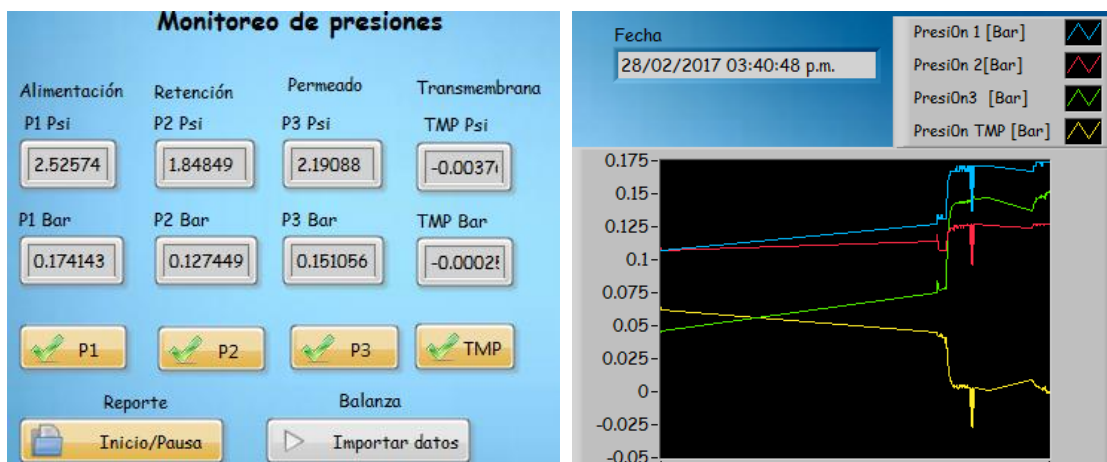 Monitoreo de presiones
Alimentación Retención Permeado Transmembrana
P1 Psi P2 Psi P3 Psi TMP Psi
2.52574 1.84849 2.19088
P1 Bar P2 Bar P3 Bar TMP Bar
0.174143 0.127449 0.151056
P1 P2 P3 TMP
Reporte Balanza
Inicio/Pausa Importar datos
Fecha
28/02/2017 03:40:48 p.m.
Presi0n 1 [Bar]
Presi0n 2[Bar]
Presi0n3 [Bar]
Presi0n TMP [Bar]
0.175-
0.15-
0.125-
0.1-
0.075-
0.05-
0.025-
0-
-0.025-
-0.05-